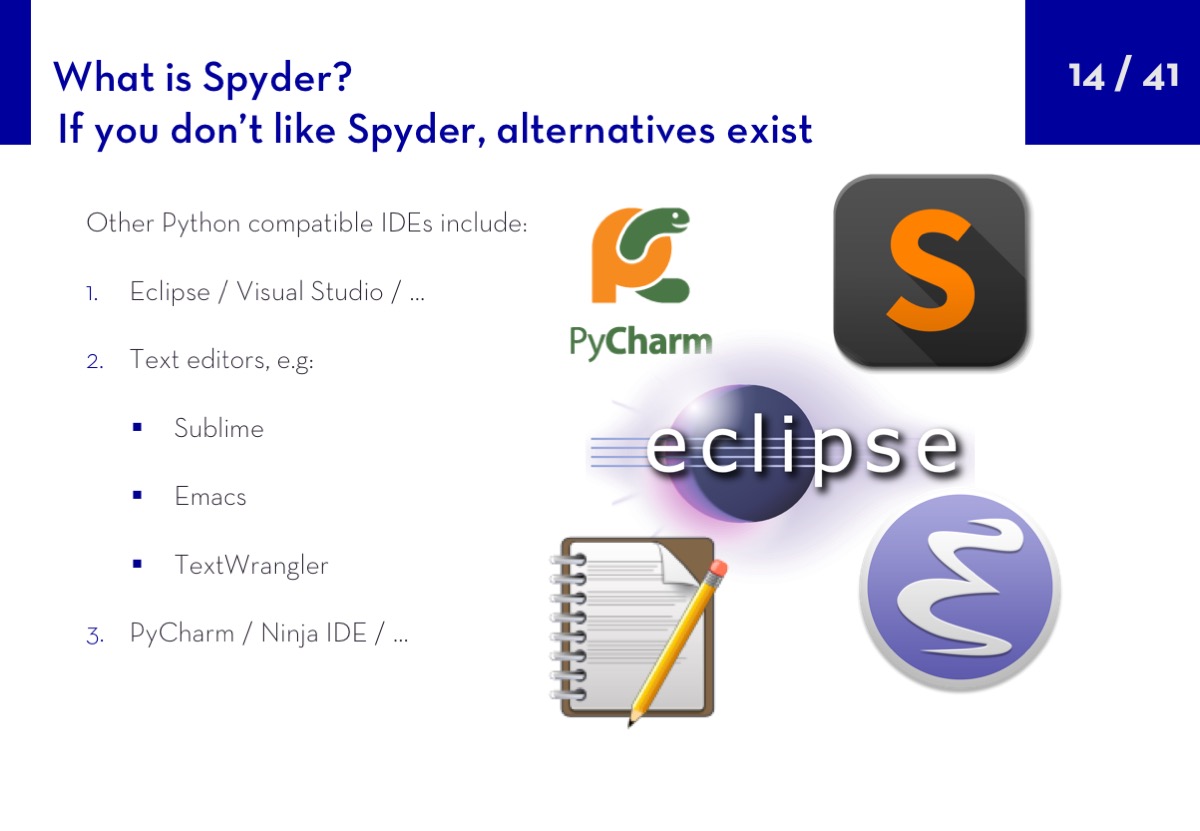 What is Spyder?
If you don't like Spyder, alternatives exist
14 / 41
Other Python compatible IDEs include:
1. Eclipse / Visual Studio / ...
2. Text editors, e.g:
▪ Sublime
▪ Emacs
▪ TextWrangler
3. PyCharm / Ninja IDE / ...
PC
PyCharm
S
eclipse